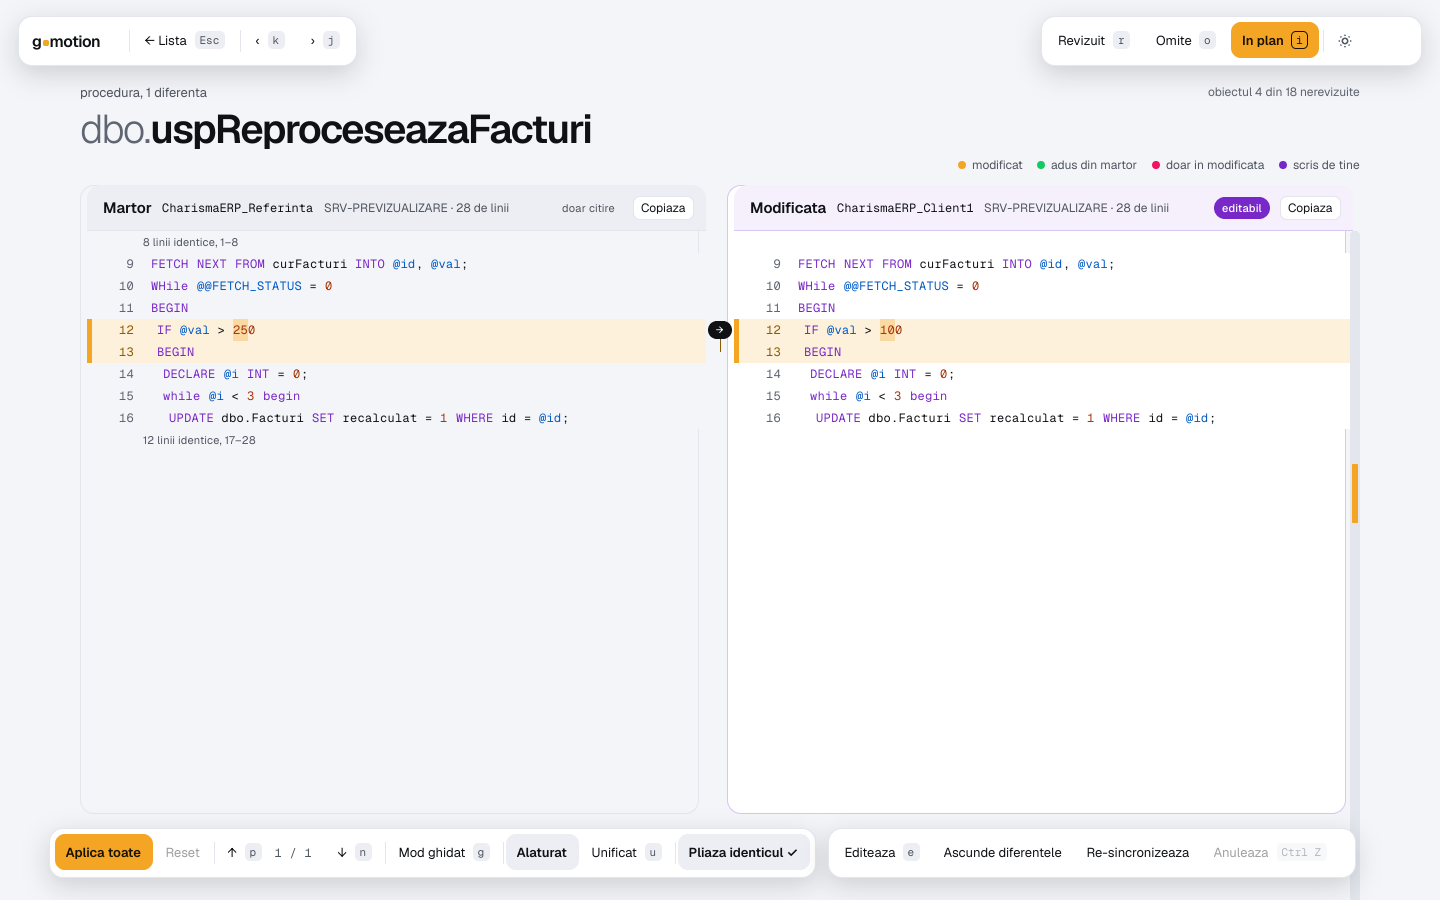 g●motion ← Lista Esc ‹ k › j
Revizuit r Omite o In plan i
procedura, 1 diferenta
obiectul 4 din 18 nerevizuite
dbo.uspReproceseazaFacturi
modificat adus din martor doar in modificata scris de tine
Martor CharismaERP_Referinta SRV-PREVIZUALIZARE · 28 de linii doar citire Copiaza
8 linii identice, 1–8
9 FETCH NEXT FROM curFacturi INTO @id, @val;
10 WHile @@FETCH_STATUS = 0
11 BEGIN
12 IF @val > 250
13 BEGIN
14 DECLARE @i INT = 0;
15 while @i < 3 begin
16 UPDATE dbo.Facturi SET recalculat = 1 WHERE id = @id;
12 linii identice, 17–28
→
Modificata CharismaERP_Client1 SRV-PREVIZUALIZARE · 28 de linii editabil Copiaza
9 FETCH NEXT FROM curFacturi INTO @id, @val;
10 WHile @@FETCH_STATUS = 0
11 BEGIN
12 IF @val > 100
13 BEGIN
14 DECLARE @i INT = 0;
15 while @i < 3 begin
16 UPDATE dbo.Facturi SET recalculat = 1 WHERE id = @id;
Aplica toate Reset ↑ p 1 / 1 ↓ n Mod ghidat g Alaturat Unificat u Pliaza identicul ✓
Editeaza e Ascunde diferentele Re-sincronizeaza Anuleaza Ctrl Z